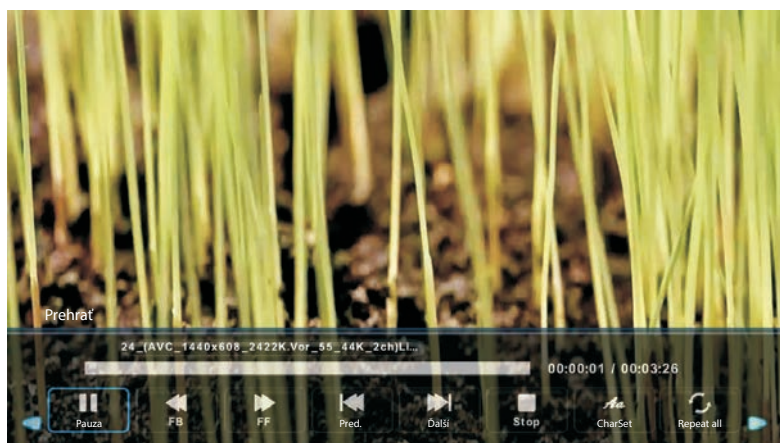 Prehrať
24_(AVC_1440x608_2422K.Vor_55_44K_2ch)Li...
00:00:01 / 00:03:26
Pauza FB FF Pred. Ďalší Stop CharSet Repeat all